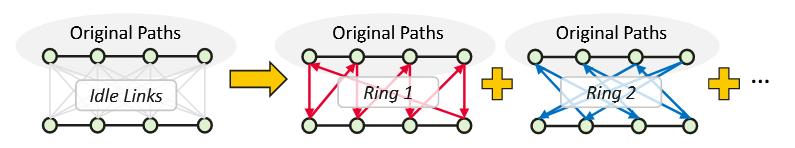 Original Paths
Original Paths
Original Paths
Idle Links
Ring 1
Ring 2
...